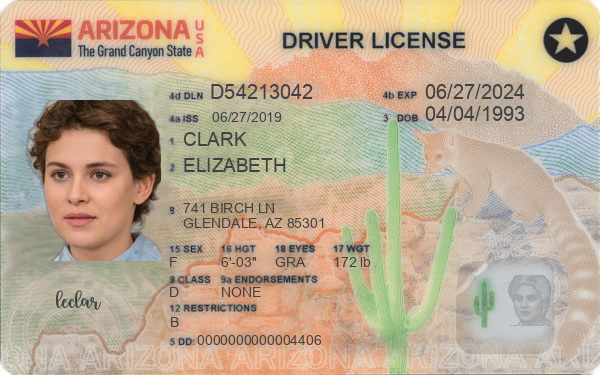 ARIZONA USA
The Grand Canyon State
DRIVER LICENSE
4d DLN D54213042
4b EXP 06/27/2024
4a ISS 06/27/2019
3 DOB 04/04/1993
1 CLARK
2 ELIZABETH
8 741 BIRCH LN
GLENDALE, AZ 85301
15 SEX 16 HGT 18 EYES 17 WGT
F 6'-03" GRA 172 lb
9 CLASS 9a ENDORSEMENTS
D NONE
12 RESTRICTIONS
B
leclar
5 DD: 0000000000004406
ARIZONA ARIZONA ARIZONA ARIZONA